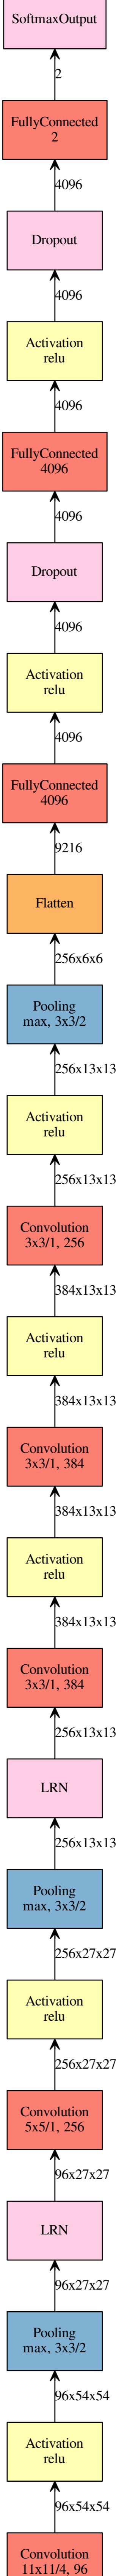 SoftmaxOutput
2
FullyConnected
2
4096
Dropout
4096
Activation
relu
4096
FullyConnected
4096
4096
Dropout
4096
Activation
relu
4096
FullyConnected
4096
9216
Flatten
256x6x6
Pooling
max, 3x3/2
256x13x13
Activation
relu
256x13x13
Convolution
3x3/1, 256
384x13x13
Activation
relu
384x13x13
Convolution
3x3/1, 384
384x13x13
Activation
relu
384x13x13
Convolution
3x3/1, 384
256x13x13
LRN
256x13x13
Pooling
max, 3x3/2
256x27x27
Activation
relu
256x27x27
Convolution
5x5/1, 256
96x27x27
LRN
96x27x27
Pooling
max, 3x3/2
96x54x54
Activation
relu
96x54x54
Convolution
11x11/4, 96